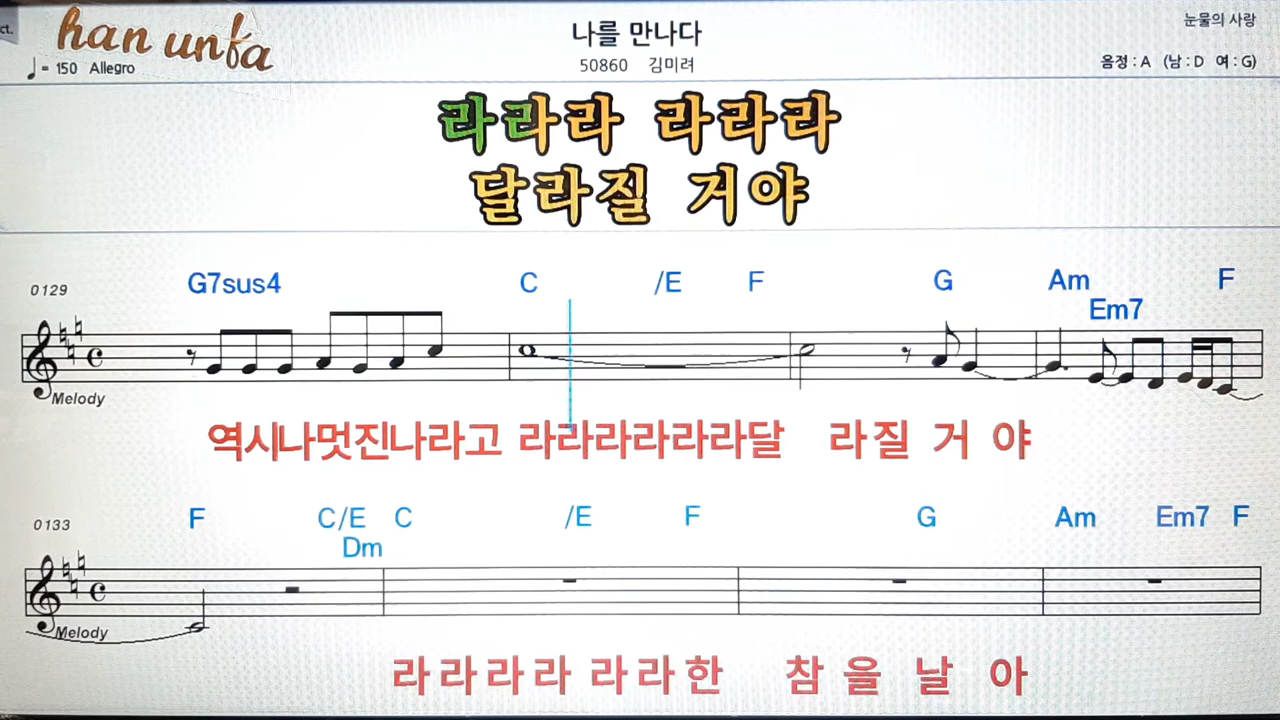 ct.
han unfa
눈물의 사랑
나를 만나다
♩= 150 Allegro
50860 김미려
음정 : A (남 : D 여 : G)
라라라 라라라
달라질 거야
0129
G7sus4 C /E F G Am F
Em7
Melody
역시나멋진나라고 라라라라라라달 라질 거 야
0133
F C/E C /E F G Am Em7 F
Dm
Melody
라라라라 라라한 참을 날 아